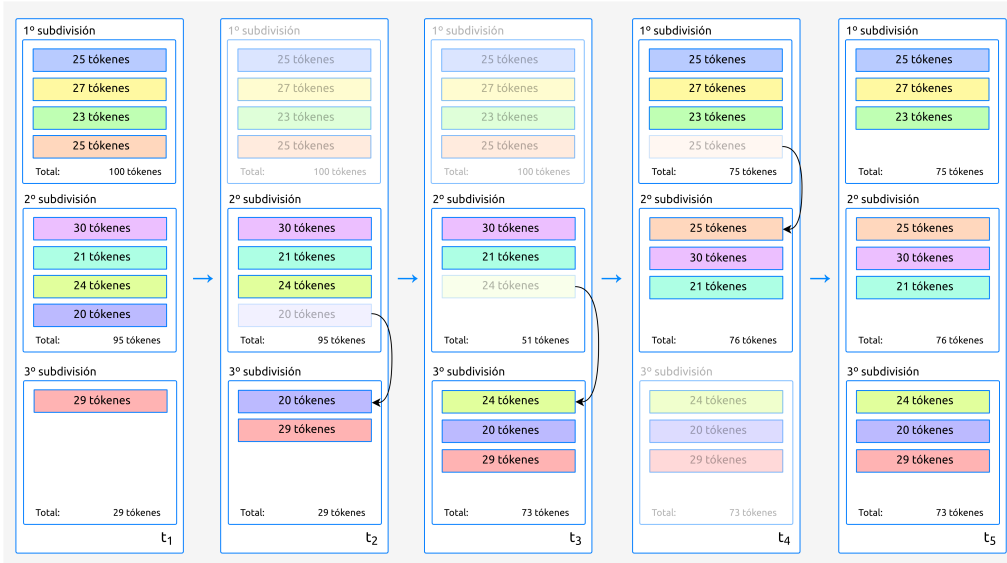 1º subdivisión
25 tókenes
27 tókenes
23 tókenes
25 tókenes
Total: 100 tókenes
2º subdivisión
30 tókenes
21 tókenes
24 tókenes
20 tókenes
Total: 95 tókenes
3º subdivisión
29 tókenes
Total: 29 tókenes
t1
1º subdivisión
25 tókenes
27 tókenes
23 tókenes
25 tókenes
Total: 100 tókenes
2º subdivisión
30 tókenes
21 tókenes
24 tókenes
20 tókenes
Total: 95 tókenes
3º subdivisión
20 tókenes
29 tókenes
Total: 29 tókenes
t2
1º subdivisión
25 tókenes
27 tókenes
23 tókenes
25 tókenes
Total: 100 tókenes
2º subdivisión
30 tókenes
21 tókenes
24 tókenes
Total: 51 tókenes
3º subdivisión
24 tókenes
20 tókenes
29 tókenes
Total: 73 tókenes
t3
1º subdivisión
25 tókenes
27 tókenes
23 tókenes
25 tókenes
Total: 75 tókenes
2º subdivisión
25 tókenes
30 tókenes
21 tókenes
Total: 76 tókenes
3º subdivisión
24 tókenes
20 tókenes
29 tókenes
Total: 73 tókenes
t4
1º subdivisión
25 tókenes
27 tókenes
23 tókenes
Total: 75 tókenes
2º subdivisión
25 tókenes
30 tókenes
21 tókenes
Total: 76 tókenes
3º subdivisión
24 tókenes
20 tókenes
29 tókenes
Total: 73 tókenes
t5